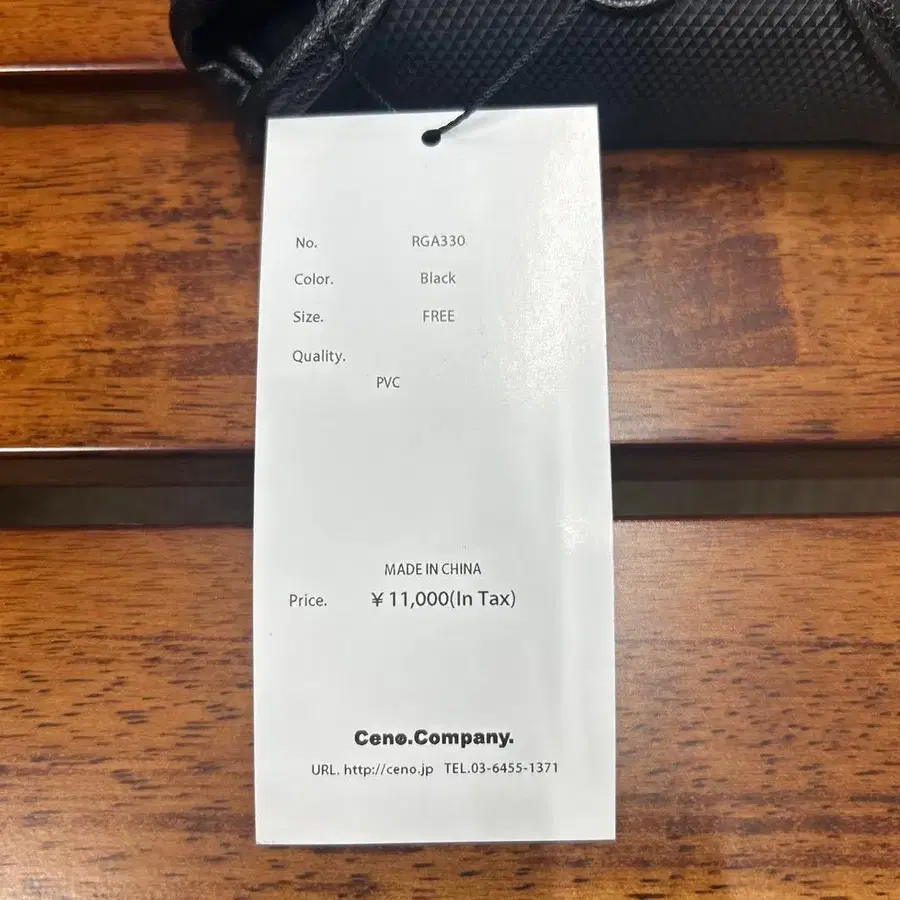 No. RGA330
Color. Black
Size. FREE
Quality.
PVC
MADE IN CHINA
Price. ¥ 11,000(In Tax)
Ceno.Company.
URL. http://ceno.jp TEL.03-6455-1371